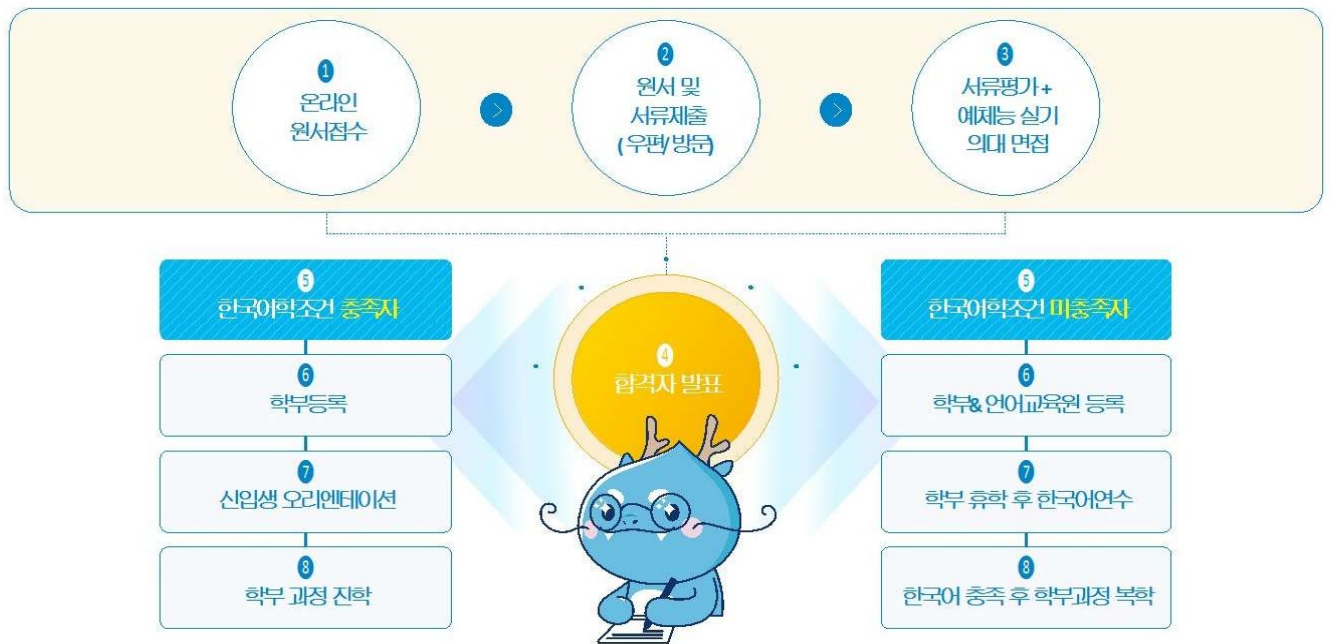 1
온라인
원서접수
2
원서 및
서류제출
(우편/방문)
3
서류평가+
예체능 실기
의대 면접
4
합격자 발표
5
한국어학조건 충족자
6
학부등록
7
신입생 오리엔테이션
8
학부 과정 진학
5
한국어학조건 미충족자
6
학부& 언어교육원 등록
7
학부 휴학 후 한국어연수
8
한국어 충족 후 학부과정 복학